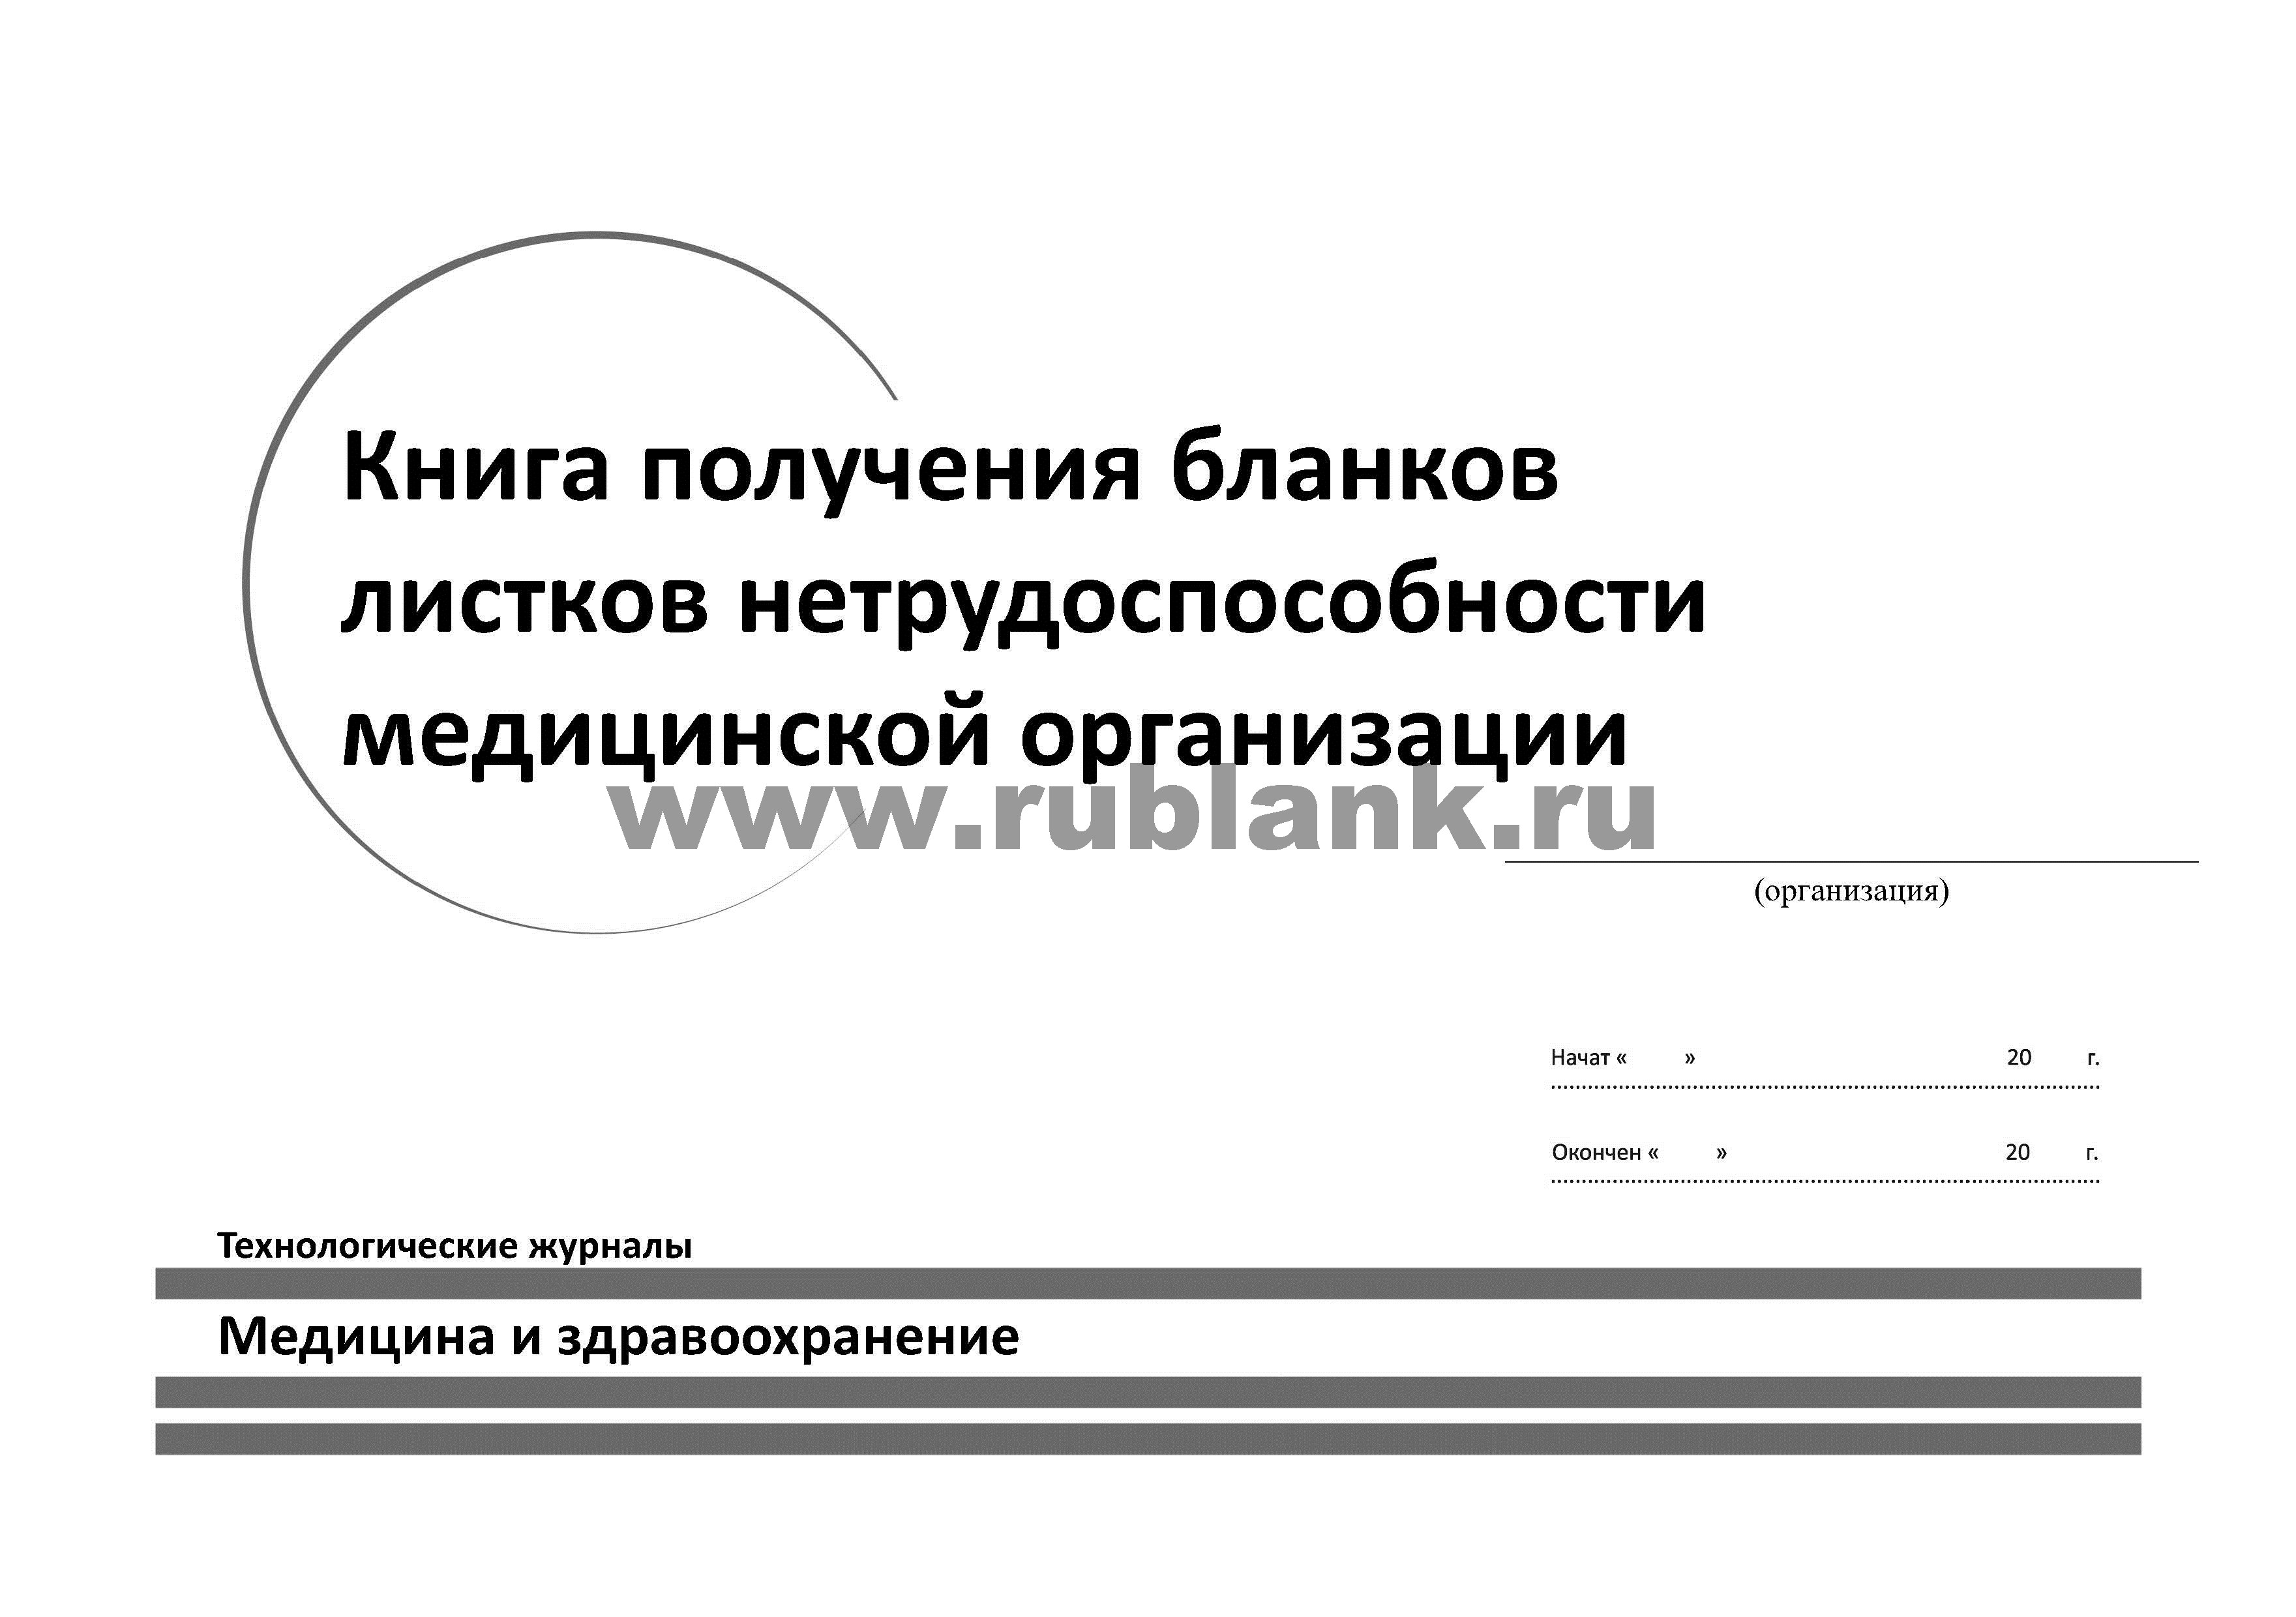 Книга получения бланков
листков нетрудоспособности
медицинской организации
www.rublank.ru
(организация)
Начат « » 20 г.
Окончен « » 20 г.
Технологические журналы
Медицина и здравоохранение